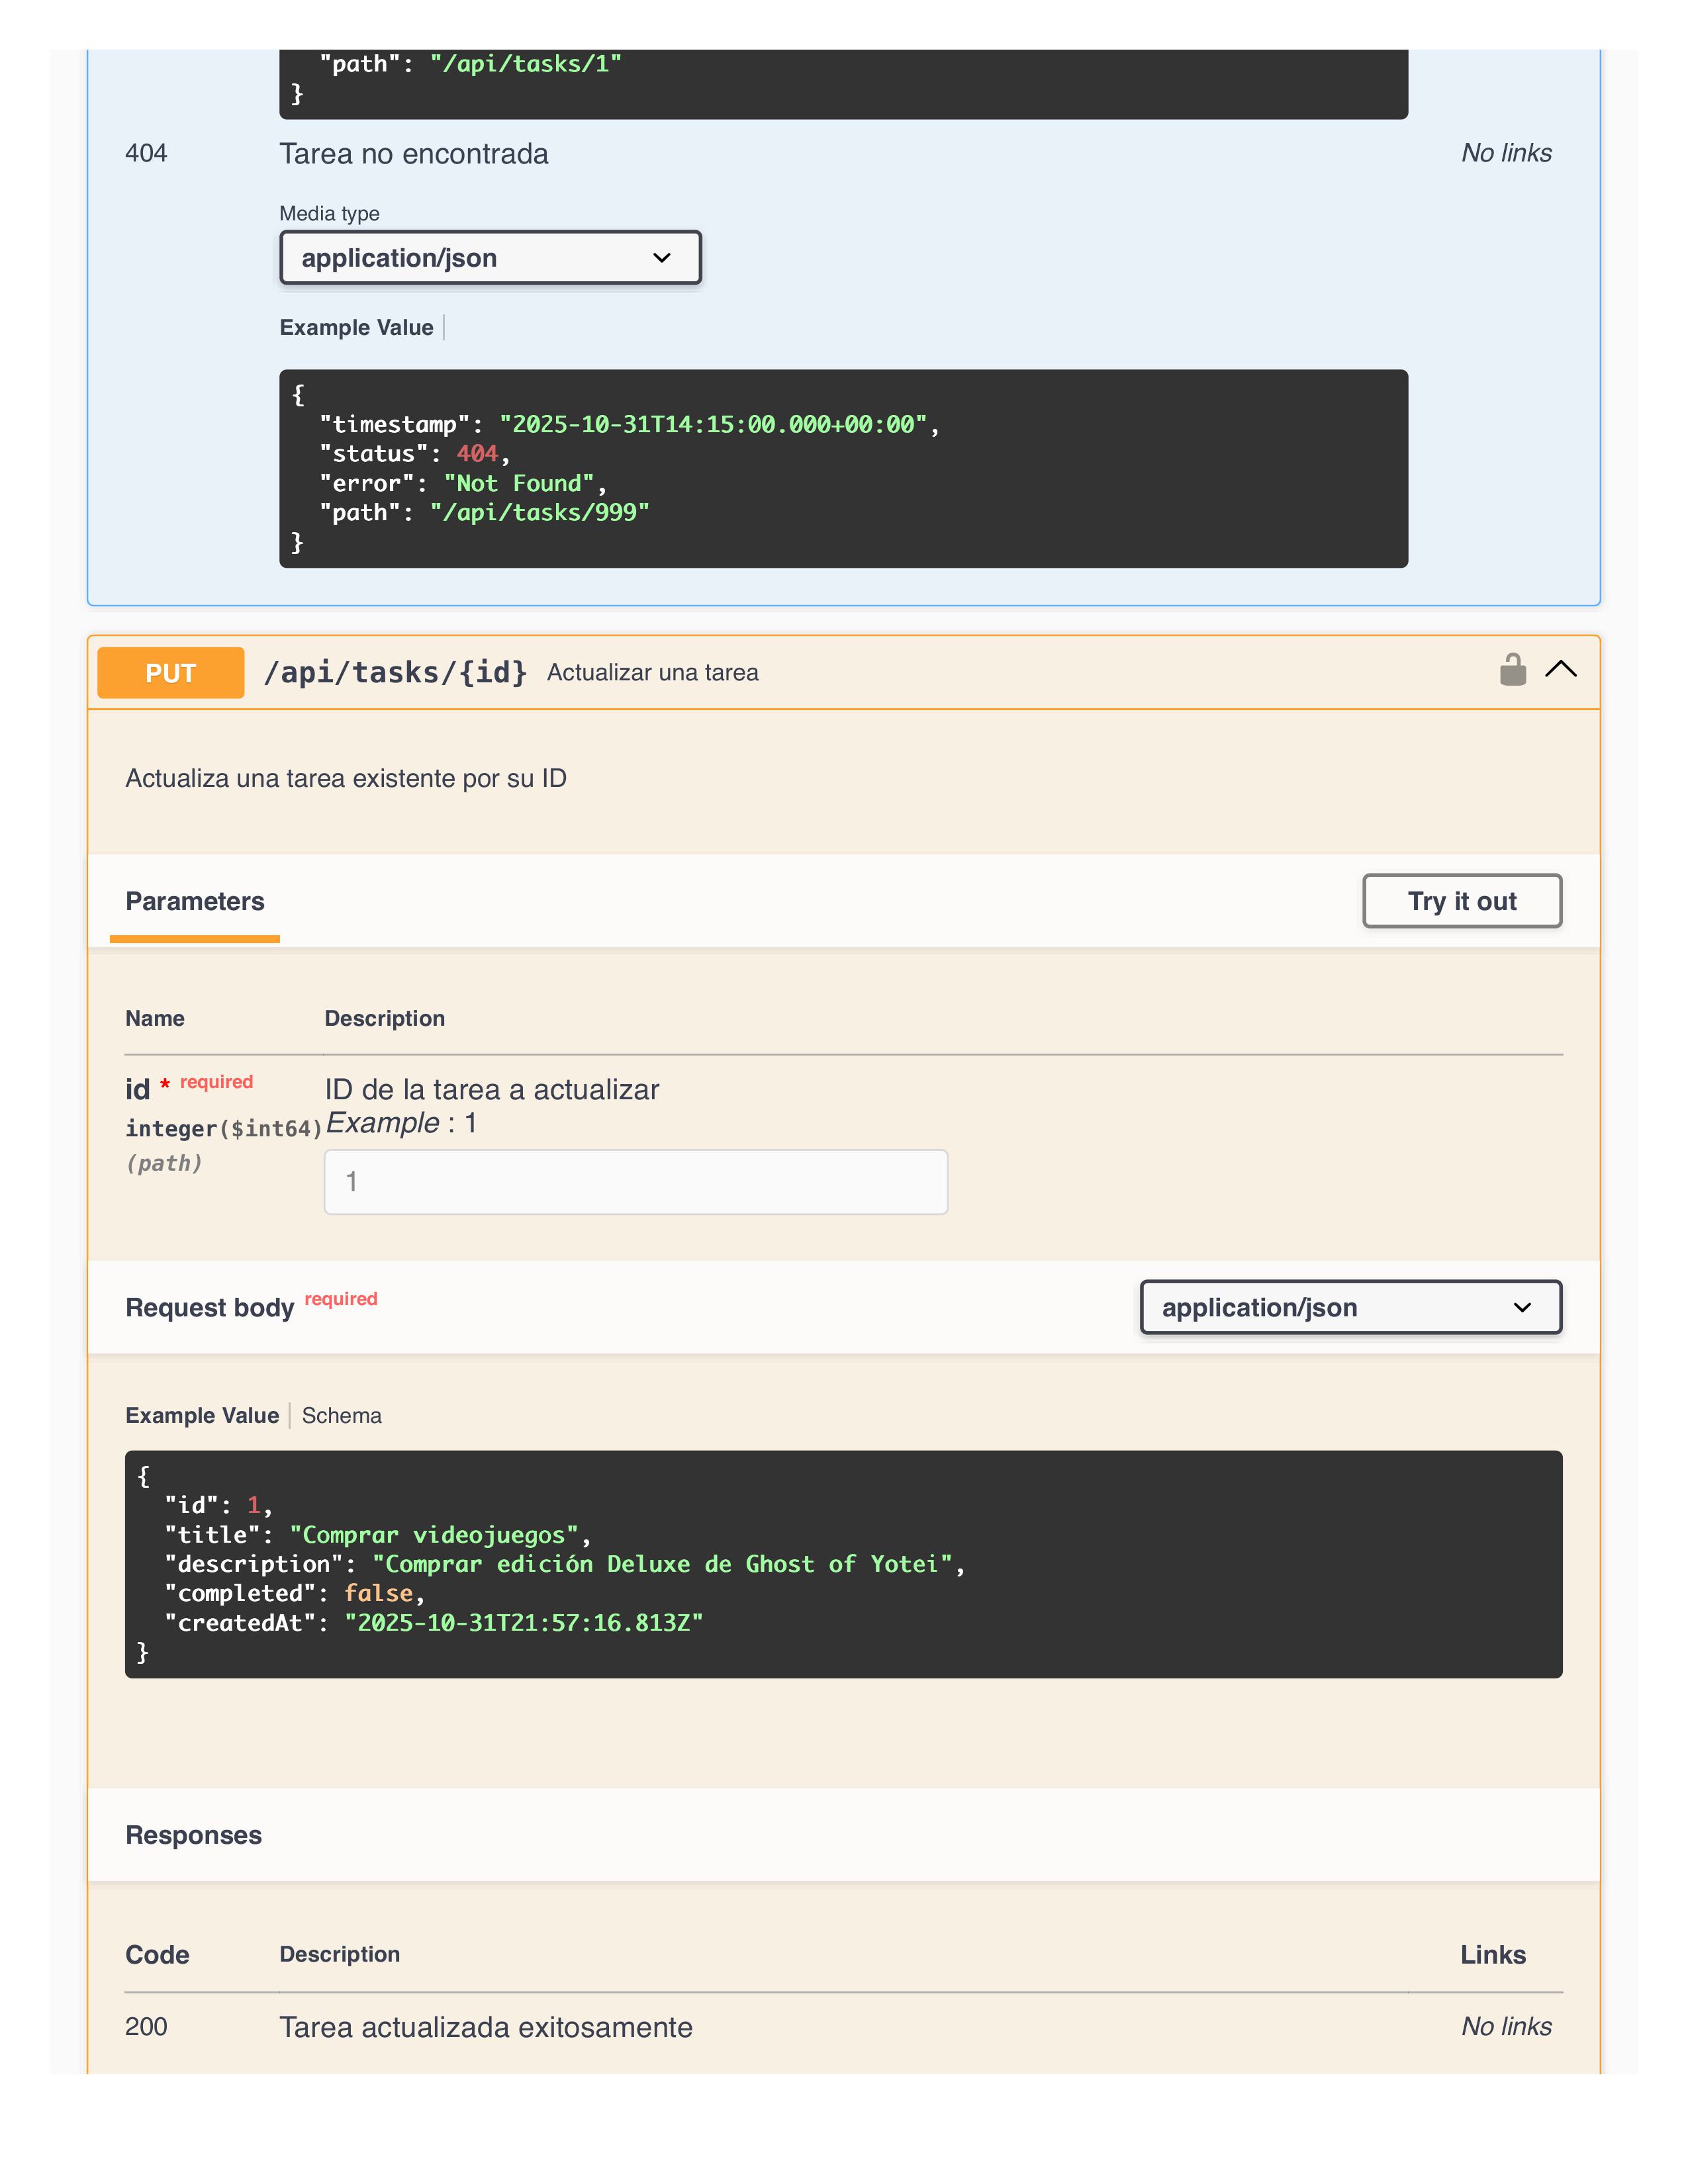 "path": "/api/tasks/1"
}
404 Tarea no encontrada No links
Media type
application/json
Example Value
{
"timestamp": "2025-10-31T14:15:00.000+00:00",
"status": 404,
"error": "Not Found",
"path": "/api/tasks/999"
}
PUT /api/tasks/{id} Actualizar una tarea
Actualiza una tarea existente por su ID
Parameters Try it out
Name Description
id * required ID de la tarea a actualizar
integer($int64) Example : 1
(path)
1
Request body required application/json
Example Value Schema
{
"id": 1,
"title": "Comprar videojuegos",
"description": "Comprar edición Deluxe de Ghost of Yotei",
"completed": false,
"createdAt": "2025-10-31T21:57:16.813Z"
}
Responses
Code Description Links
200 Tarea actualizada exitosamente No links